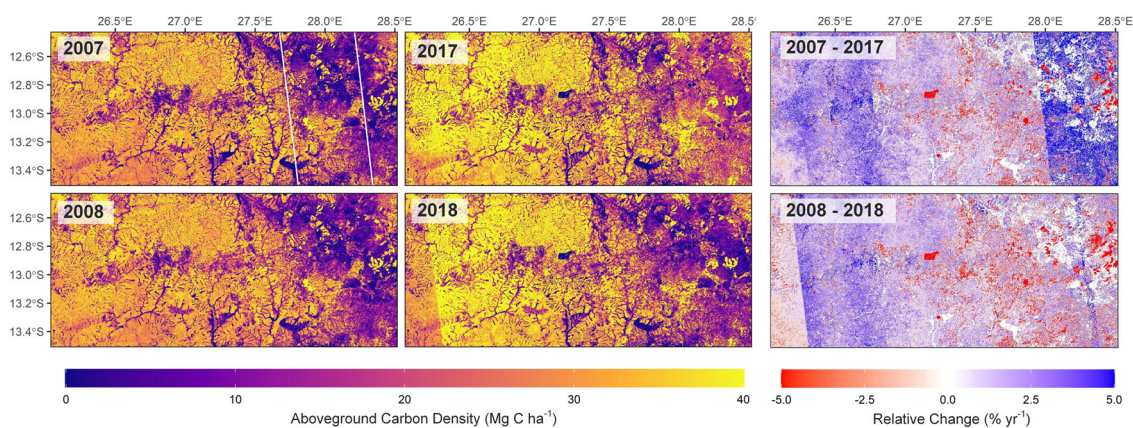 26.5°E 27.0°E 27.5°E 28.0°E 28.5°E 26.5°E 27.0°E 27.5°E 28.0°E 28.5°E 26.5°E 27.0°E 27.5°E 28.0°E 28.5°E
12.6°S
12.8°S
13.0°S
13.2°S
13.4°S
2007
2017
2007 - 2017
12.6°S
12.8°S
13.0°S
13.2°S
13.4°S
2008
2018
2008 - 2018
0 10 20 30 40
Aboveground Carbon Density (Mg C ha⁻¹)
-5.0 -2.5 0.0 2.5 5.0
Relative Change (% yr⁻¹)